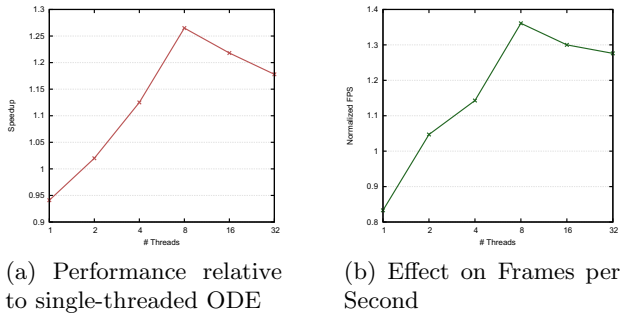 1.3
1.25
1.2
1.15
1.1
1.05
1
0.95
0.9
Speedup
1 2 4 8 16 32
# Threads
(a) Performance relative
to single-threaded ODE
1.4
1.3
1.2
1.1
1
0.9
0.8
Normalized FPS
1 2 4 8 16 32
# Threads
(b) Effect on Frames per
Second